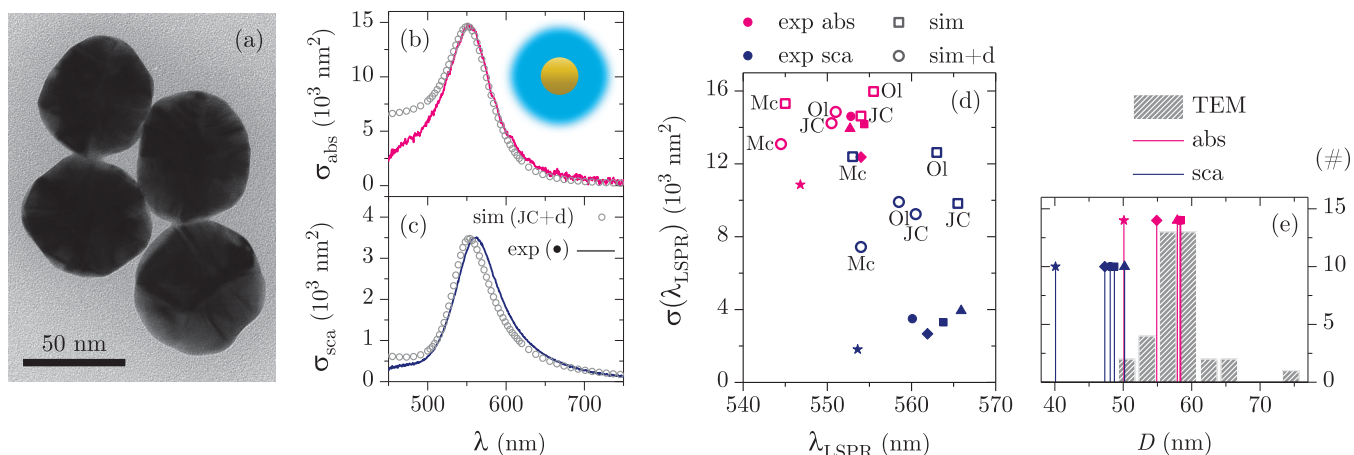 (a)
50 nm
(b)
σabs (10³ nm²)
15
10
5
0
(c)
sim (JC+d)
exp (●)
σsca (10³ nm²)
4
3
2
1
0
500 600 700
λ (nm)
exp abs
exp sca
sim
sim+d
(d)
σ(λLSPR) (10³ nm²)
16
12
8
4
0
Mc
Ol
Ol
JC
JC
Mc
Mc
Ol
Ol
JC
JC
Mc
540 550 560 570
λLSPR (nm)
TEM
abs
sca
(#)
(e)
15
10
5
0
40 50 60 70
D (nm)